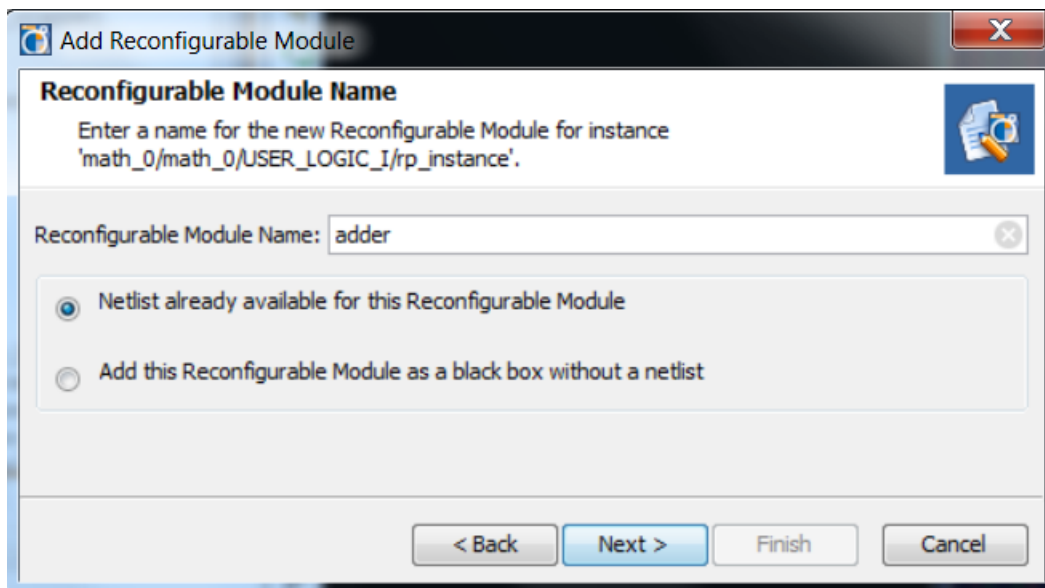 Add Reconfigurable Module
X
Reconfigurable Module Name
Enter a name for the new Reconfigurable Module for instance
'math_0/math_0/USER_LOGIC_I/rp_instance'.
Reconfigurable Module Name: adder
Netlist already available for this Reconfigurable Module
Add this Reconfigurable Module as a black box without a netlist
< Back Next > Finish Cancel